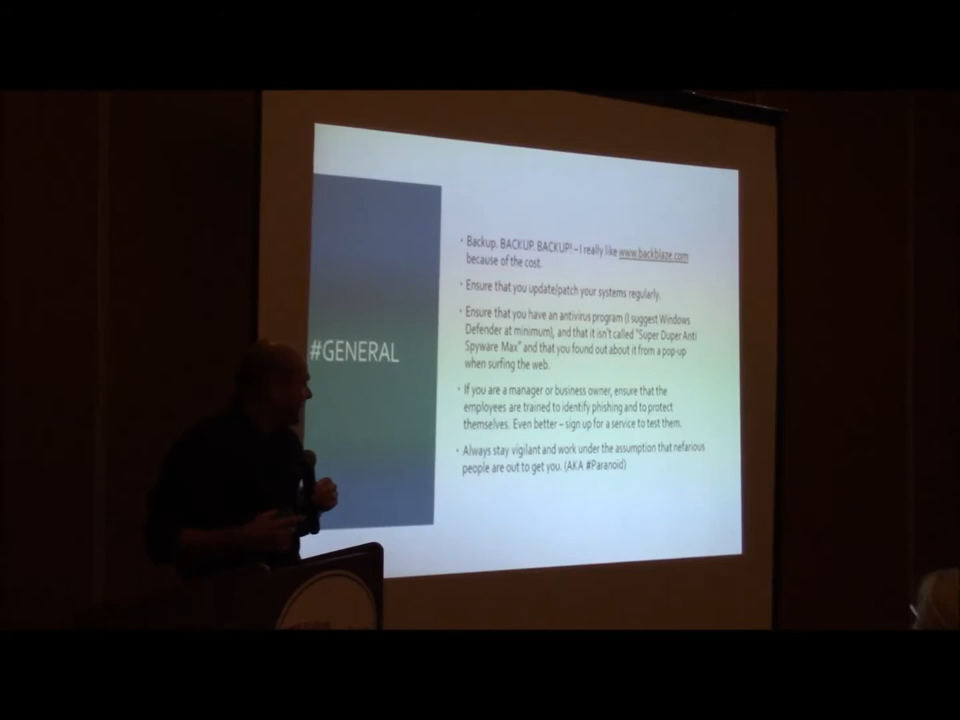 #GENERAL
• Backup. BACKUP. BACKUP! – I really like www.backblaze.com
because of the cost.
• Ensure that you update/patch your systems regularly.
• Ensure that you have an antivirus program (I suggest Windows
Defender at minimum), and that it isn't called "Super Duper Anti
Spyware Max" and that you found out about it from a pop-up
when surfing the web.
• If you are a manager or business owner, ensure that the
employees are trained to identify phishing and to protect
themselves. Even better – sign up for a service to test them.
• Always stay vigilant and work under the assumption that nefarious
people are out to get you. (AKA #Paranoid)